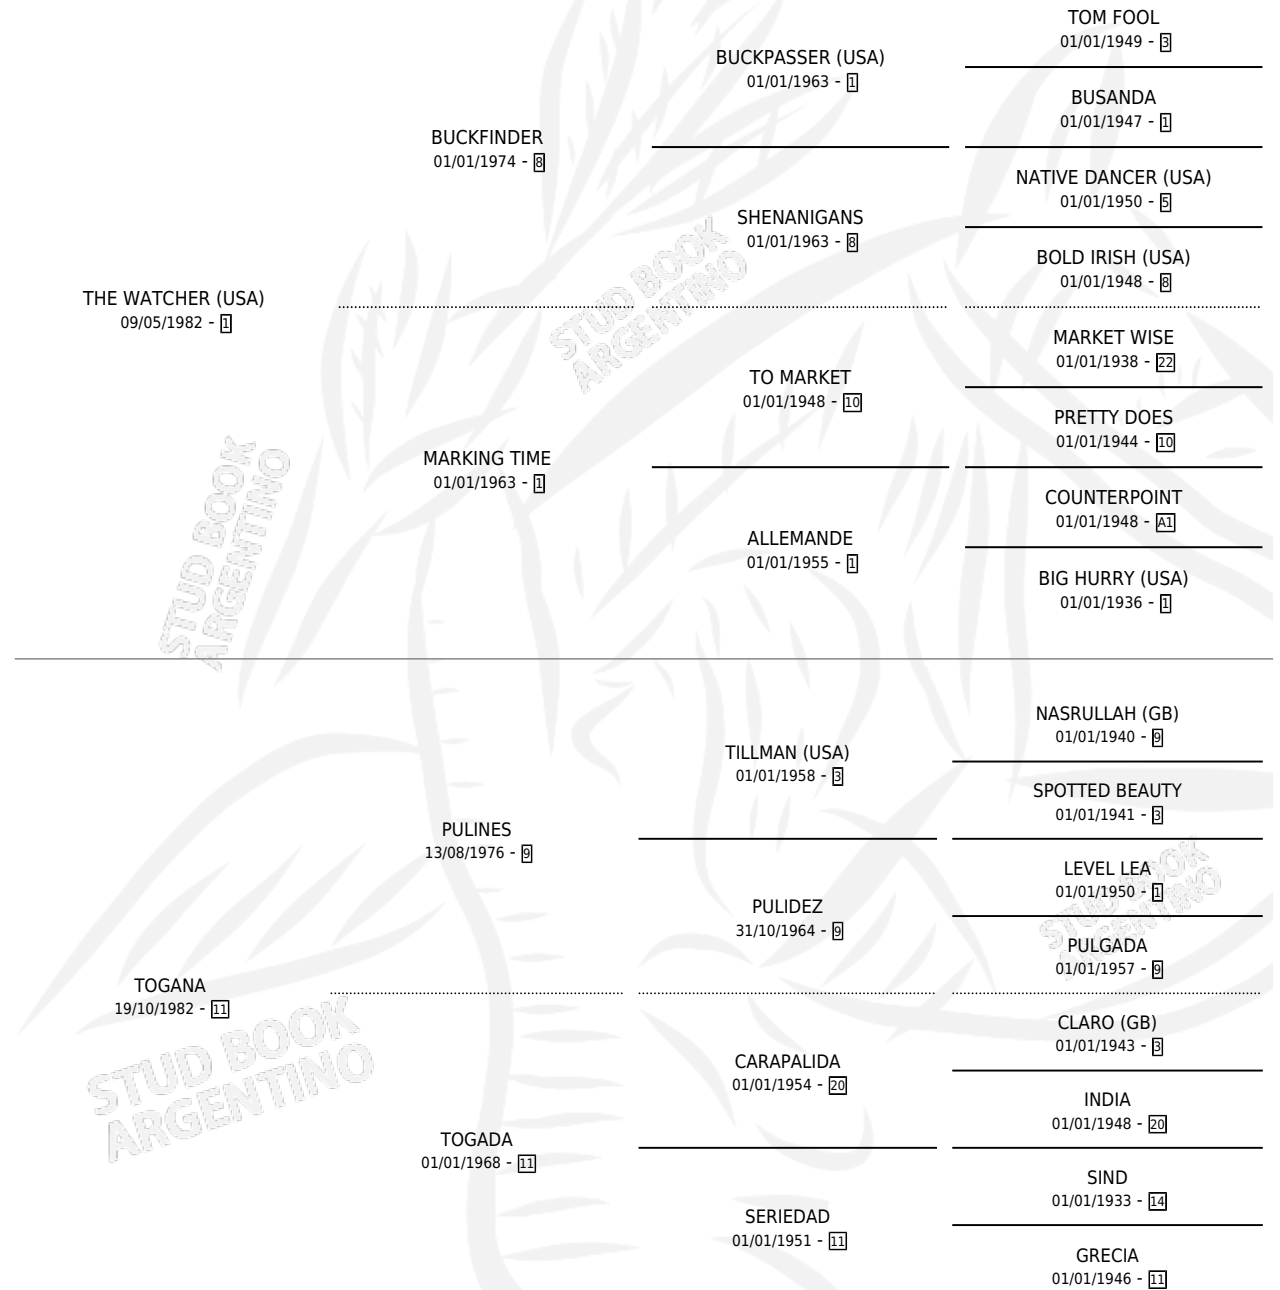 TOM FOOL
01/01/1949 - 3
BUCKPASSER (USA)
01/01/1963 - 1
BUSANDA
01/01/1947 - 1
BUCKFINDER
01/01/1974 - 8
NATIVE DANCER (USA)
01/01/1950 - 5
SHENANIGANS
01/01/1963 - 8
BOLD IRISH (USA)
01/01/1948 - 8
THE WATCHER (USA)
09/05/1982 - 1
MARKET WISE
01/01/1938 - 22
TO MARKET
01/01/1948 - 10
PRETTY DOES
01/01/1944 - 10
MARKING TIME
01/01/1963 - 1
COUNTERPOINT
01/01/1948 - A1
ALLEMANDE
01/01/1955 - 1
BIG HURRY (USA)
01/01/1936 - 1
NASRULLAH (GB)
01/01/1940 - 9
TILLMAN (USA)
01/01/1958 - 3
SPOTTED BEAUTY
01/01/1941 - 3
PULINES
13/08/1976 - 9
LEVEL LEA
01/01/1950 - 1
PULIDEZ
31/10/1964 - 9
PULGADA
01/01/1957 - 9
TOGANA
19/10/1982 - 11
CLARO (GB)
01/01/1943 - 3
CARAPALIDA
01/01/1954 - 20
INDIA
01/01/1948 - 20
TOGADA
01/01/1968 - 11
SIND
01/01/1933 - 14
SERIEDAD
01/01/1951 - 11
GRECIA
01/01/1946 - 11
STUD BOOK
ARGENTINO
STUD BOOK
ARGENTINO
STUD BOOK
ARGENTINO
STUD BOOK
ARGENTINO